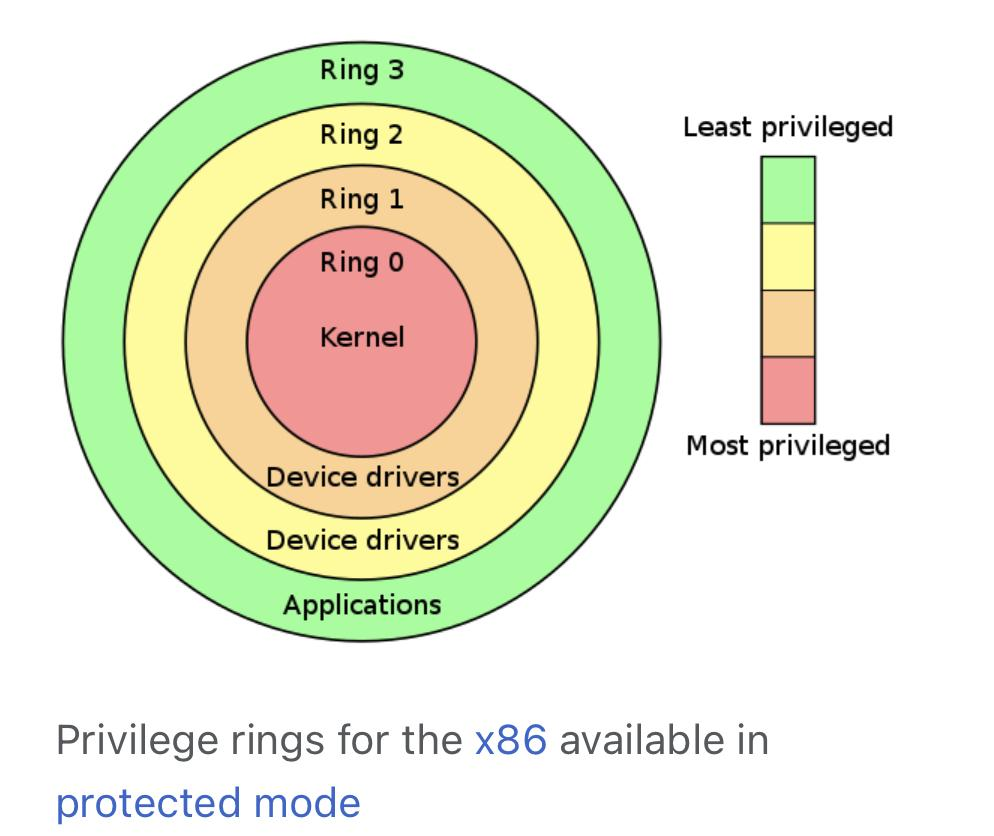 Ring 3
Ring 2
Ring 1
Ring 0
Kernel
Device drivers
Device drivers
Applications
Least privileged
Most privileged
Privilege rings for the x86 available in
protected mode